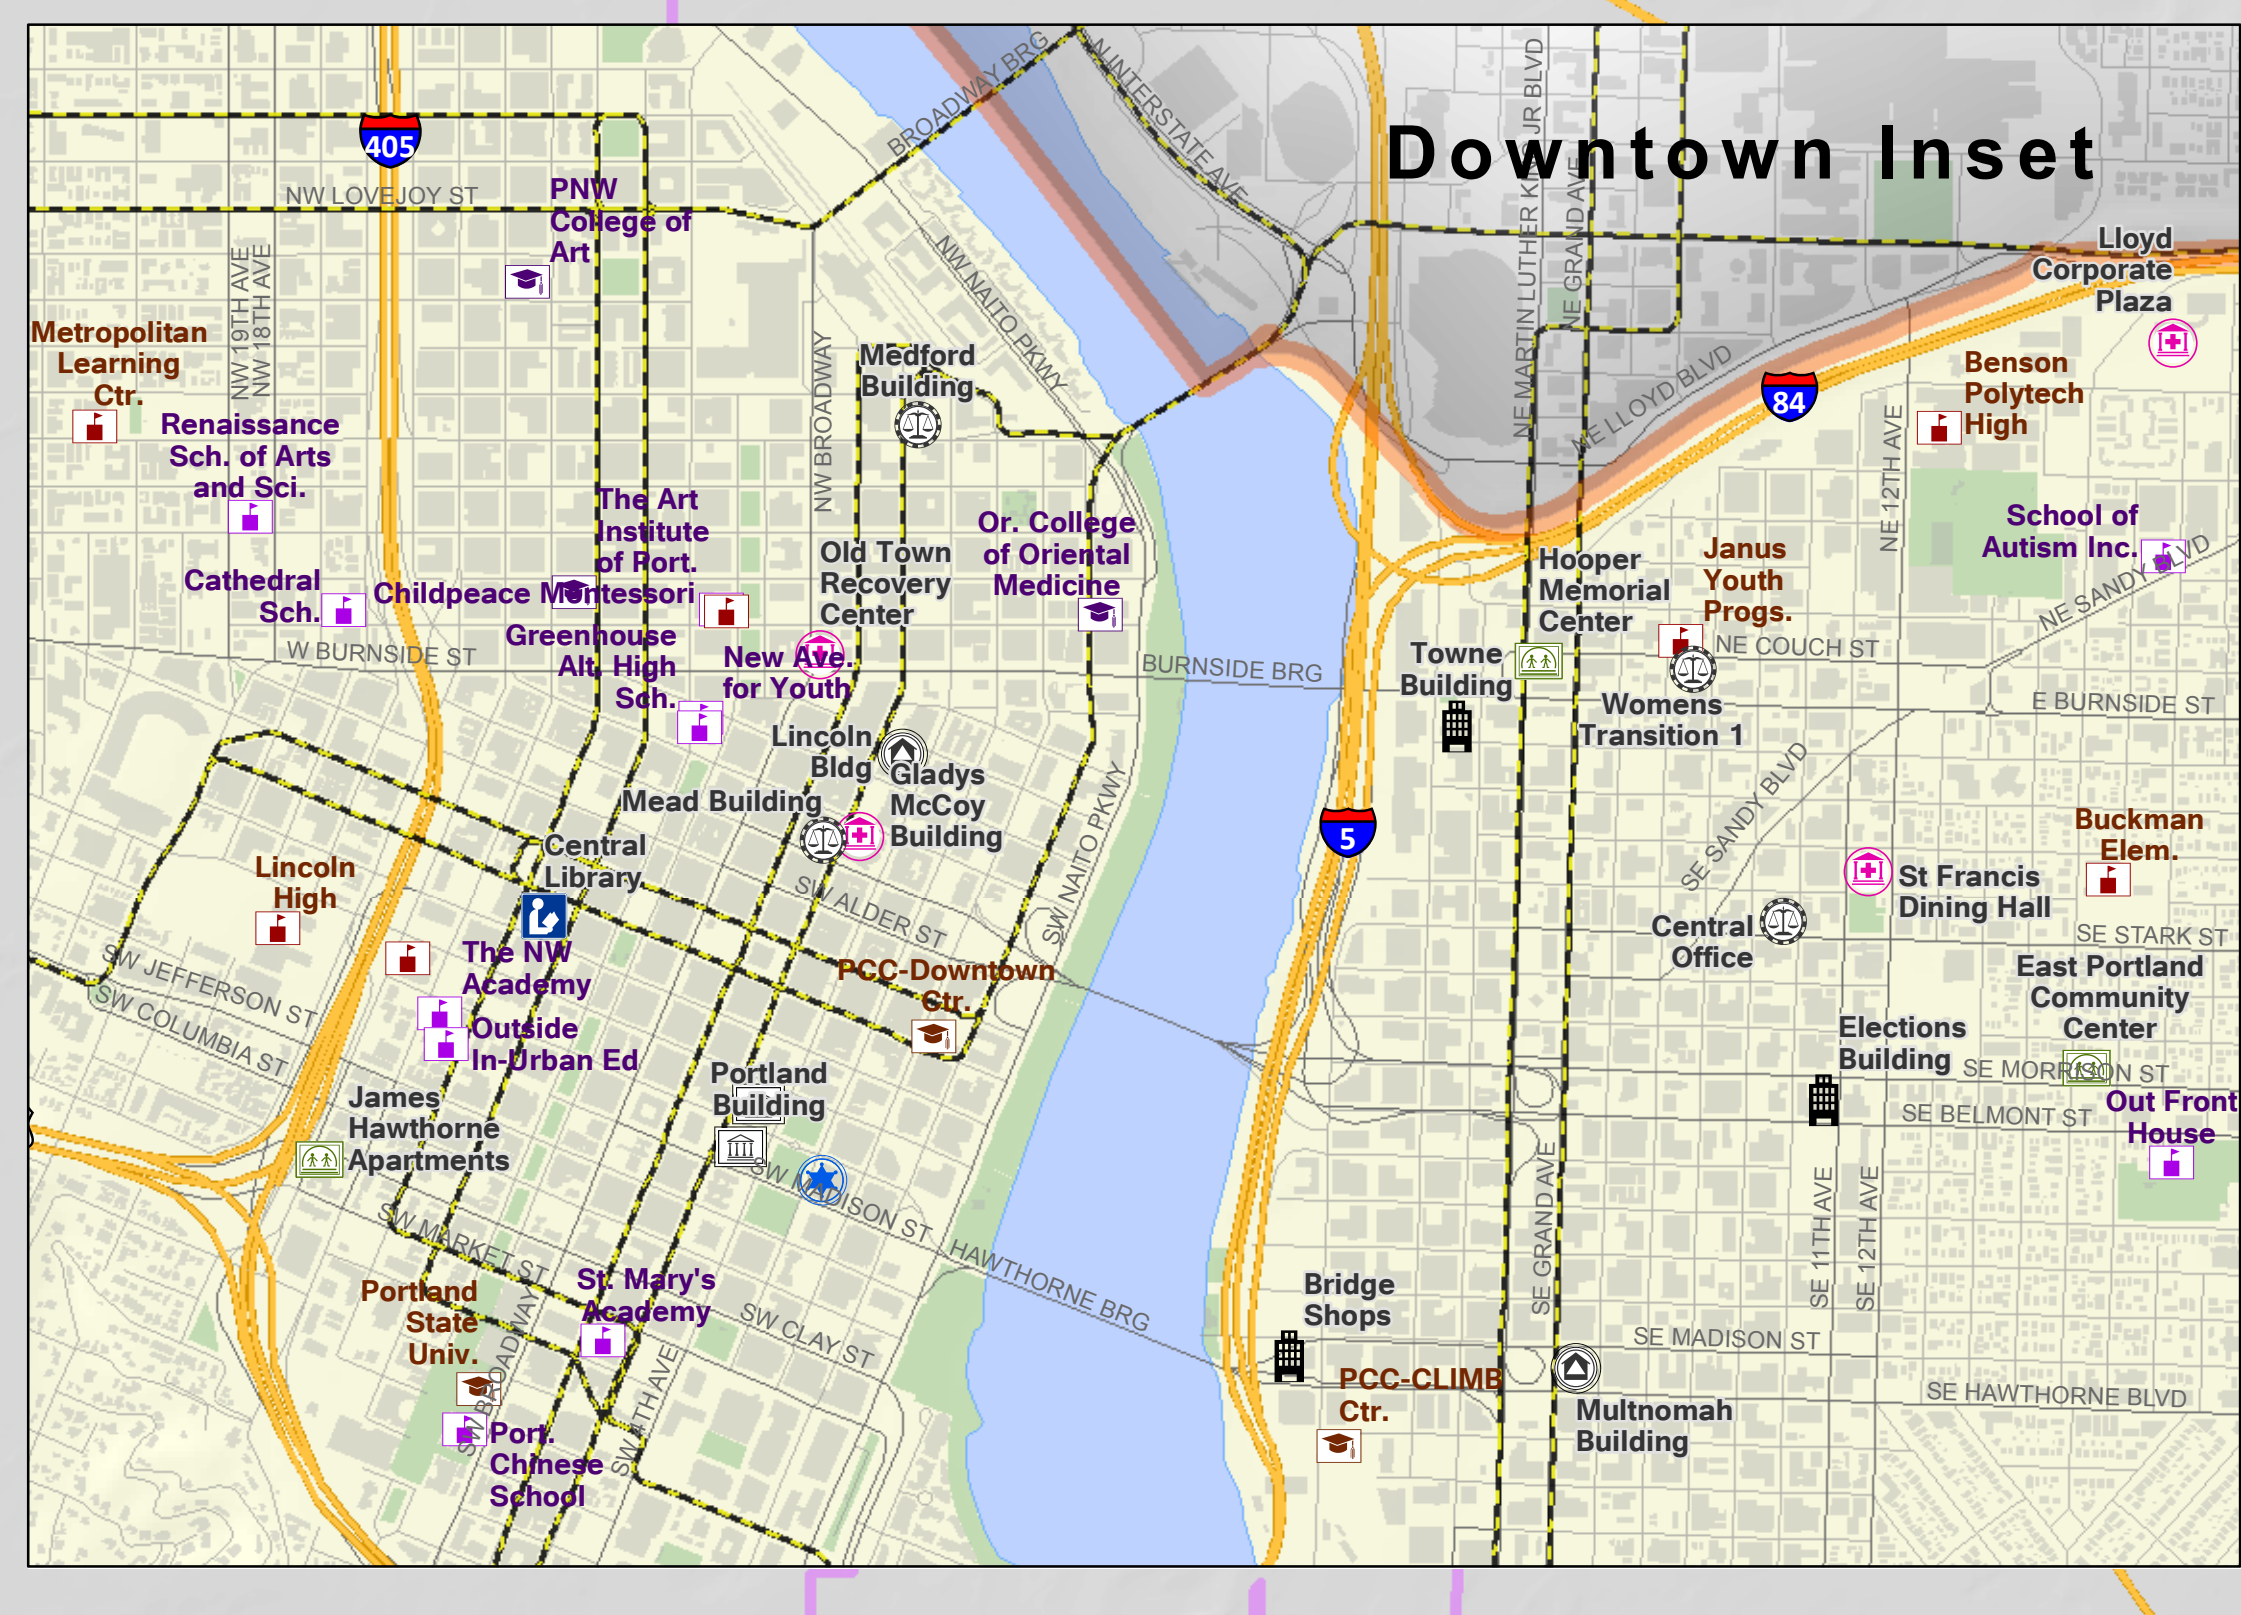 Downtown Inset
BROADWAY BRG
N INTERSTATE AVE
NE MARTIN LUTHER KING JR BLVD
NE GRAND AVE
405
NW LOVEJOY ST
PNW
College of
Art
NW 19TH AVE
NW 18TH AVE
NW NAITO PKWY
Lloyd
Corporate
Plaza
Metropolitan
Learning
Ctr.
NW BROADWAY
Medford
Building
NE LLOYD BLVD
84
Benson
Polytech
High
NE 12TH AVE
Renaissance
Sch. of Arts
and Sci.
The Art
Institute
of Port.
Or. College
of Oriental
Medicine
Old Town
Recovery
Center
School of
Autism Inc.
NE SANDY BLVD
Hooper
Memorial
Center
Janus
Youth
Progs.
NE COUCH ST
Cathedral
Sch.
Childpeace Montessori
W BURNSIDE ST
Greenhouse
Alt. High
Sch.
New Ave.
for Youth
BURNSIDE BRG
Towne
Building
E BURNSIDE ST
Womens
Transition 1
Lincoln
Bldg
Gladys
McCoy
Building
Mead Building
SW NAITO PKWY
SE SANDY BLVD
5
Central
Library
Buckman
Elem.
Lincoln
High
SW ALDER ST
St Francis
Dining Hall
Central
Office
SE STARK ST
The NW
Academy
SW JEFFERSON ST
SW COLUMBIA ST
PCC-Downtown
Ctr.
East Portland
Community
Center
Outside
In-Urban Ed
Elections
Building
SE MORRISON ST
Portland
Building
James
Hawthorne
Apartments
SE BELMONT ST
Out Front
House
SW MADISON ST
SE GRAND AVE
SE 11TH AVE
SE 12TH AVE
SW MARKET ST
HAWTHORNE BRG
Portland
State
Univ.
St. Mary's
Academy
SW CLAY ST
Bridge
Shops
SE MADISON ST
SW BROADWAY
SW 4TH AVE
PCC-CLIMB
Ctr.
SE HAWTHORNE BLVD
Multnomah
Building
Port.
Chinese
School